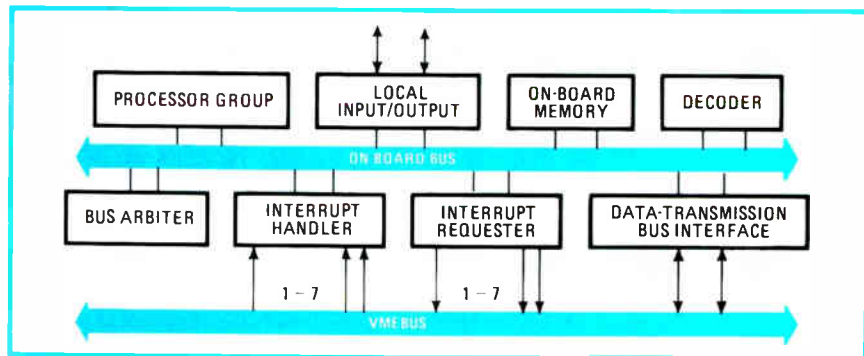 PROCESSOR GROUP
LOCAL
INPUT/OUTPUT
ON-BOARD
MEMORY
DECODER
ON BOARD BUS
BUS ARBITER
INTERRUPT
HANDLER
INTERRUPT
REQUESTER
DATA-TRANSMISSION
BUS INTERFACE
1 – 7
1 – 7
VMEBUS